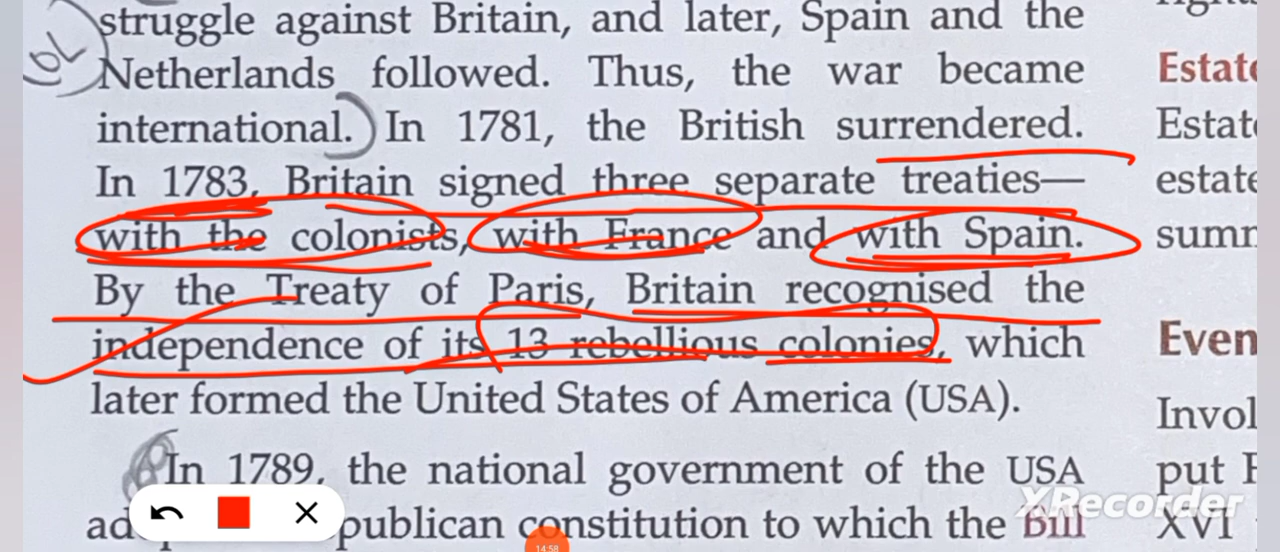 struggle against Britain, and later, Spain and the
Netherlands followed. Thus, the war became
international. In 1781, the British surrendered.
In 1783, Britain signed three separate treaties—
with the colonists, with France and with Spain.
By the Treaty of Paris, Britain recognised the
independence of its 13 rebellious colonies, which
later formed the United States of America (USA).
In 1789, the national government of the USA
publican constitution to which the Bill
Estate
Estate
estate
summ
Even
Invol
put
XVI
XRecorder
14:58